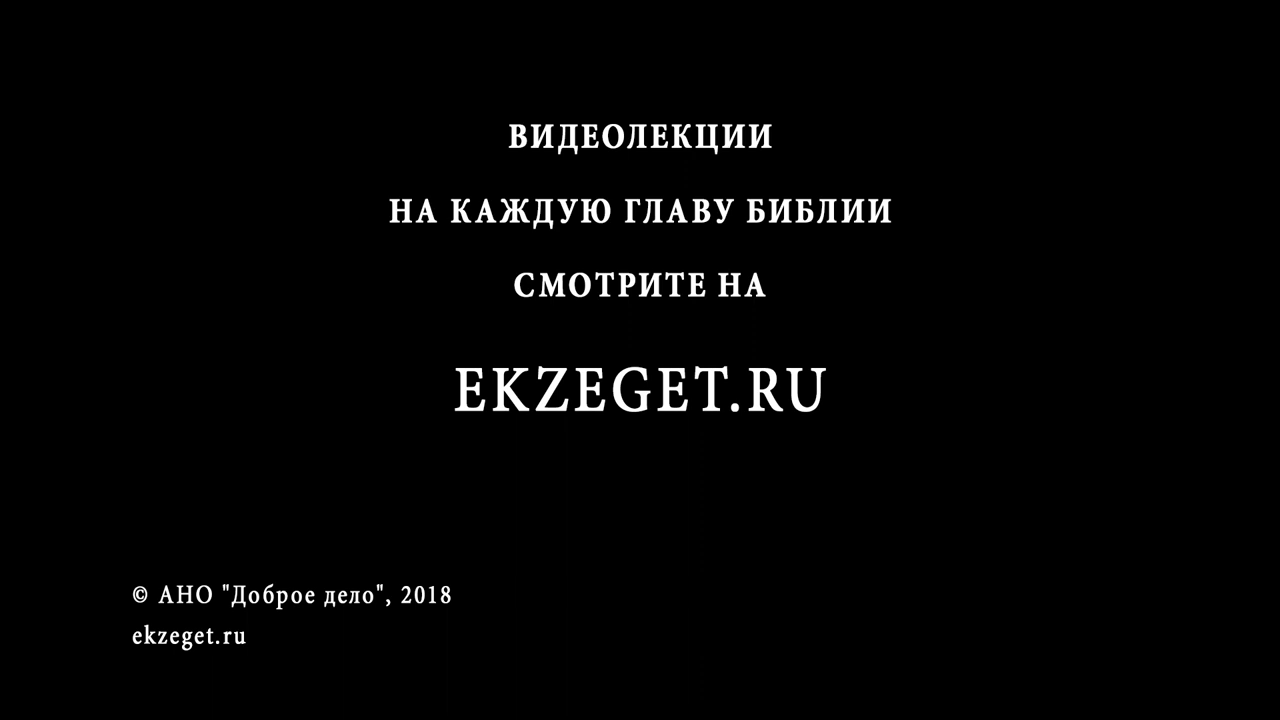 ВИДЕОЛЕКЦИИ
НА КАЖДУЮ ГЛАВУ БИБЛИИ
СМОТРИТЕ НА
EKZEGET.RU
© АНО "Доброе дело", 2018
ekzeget.ru